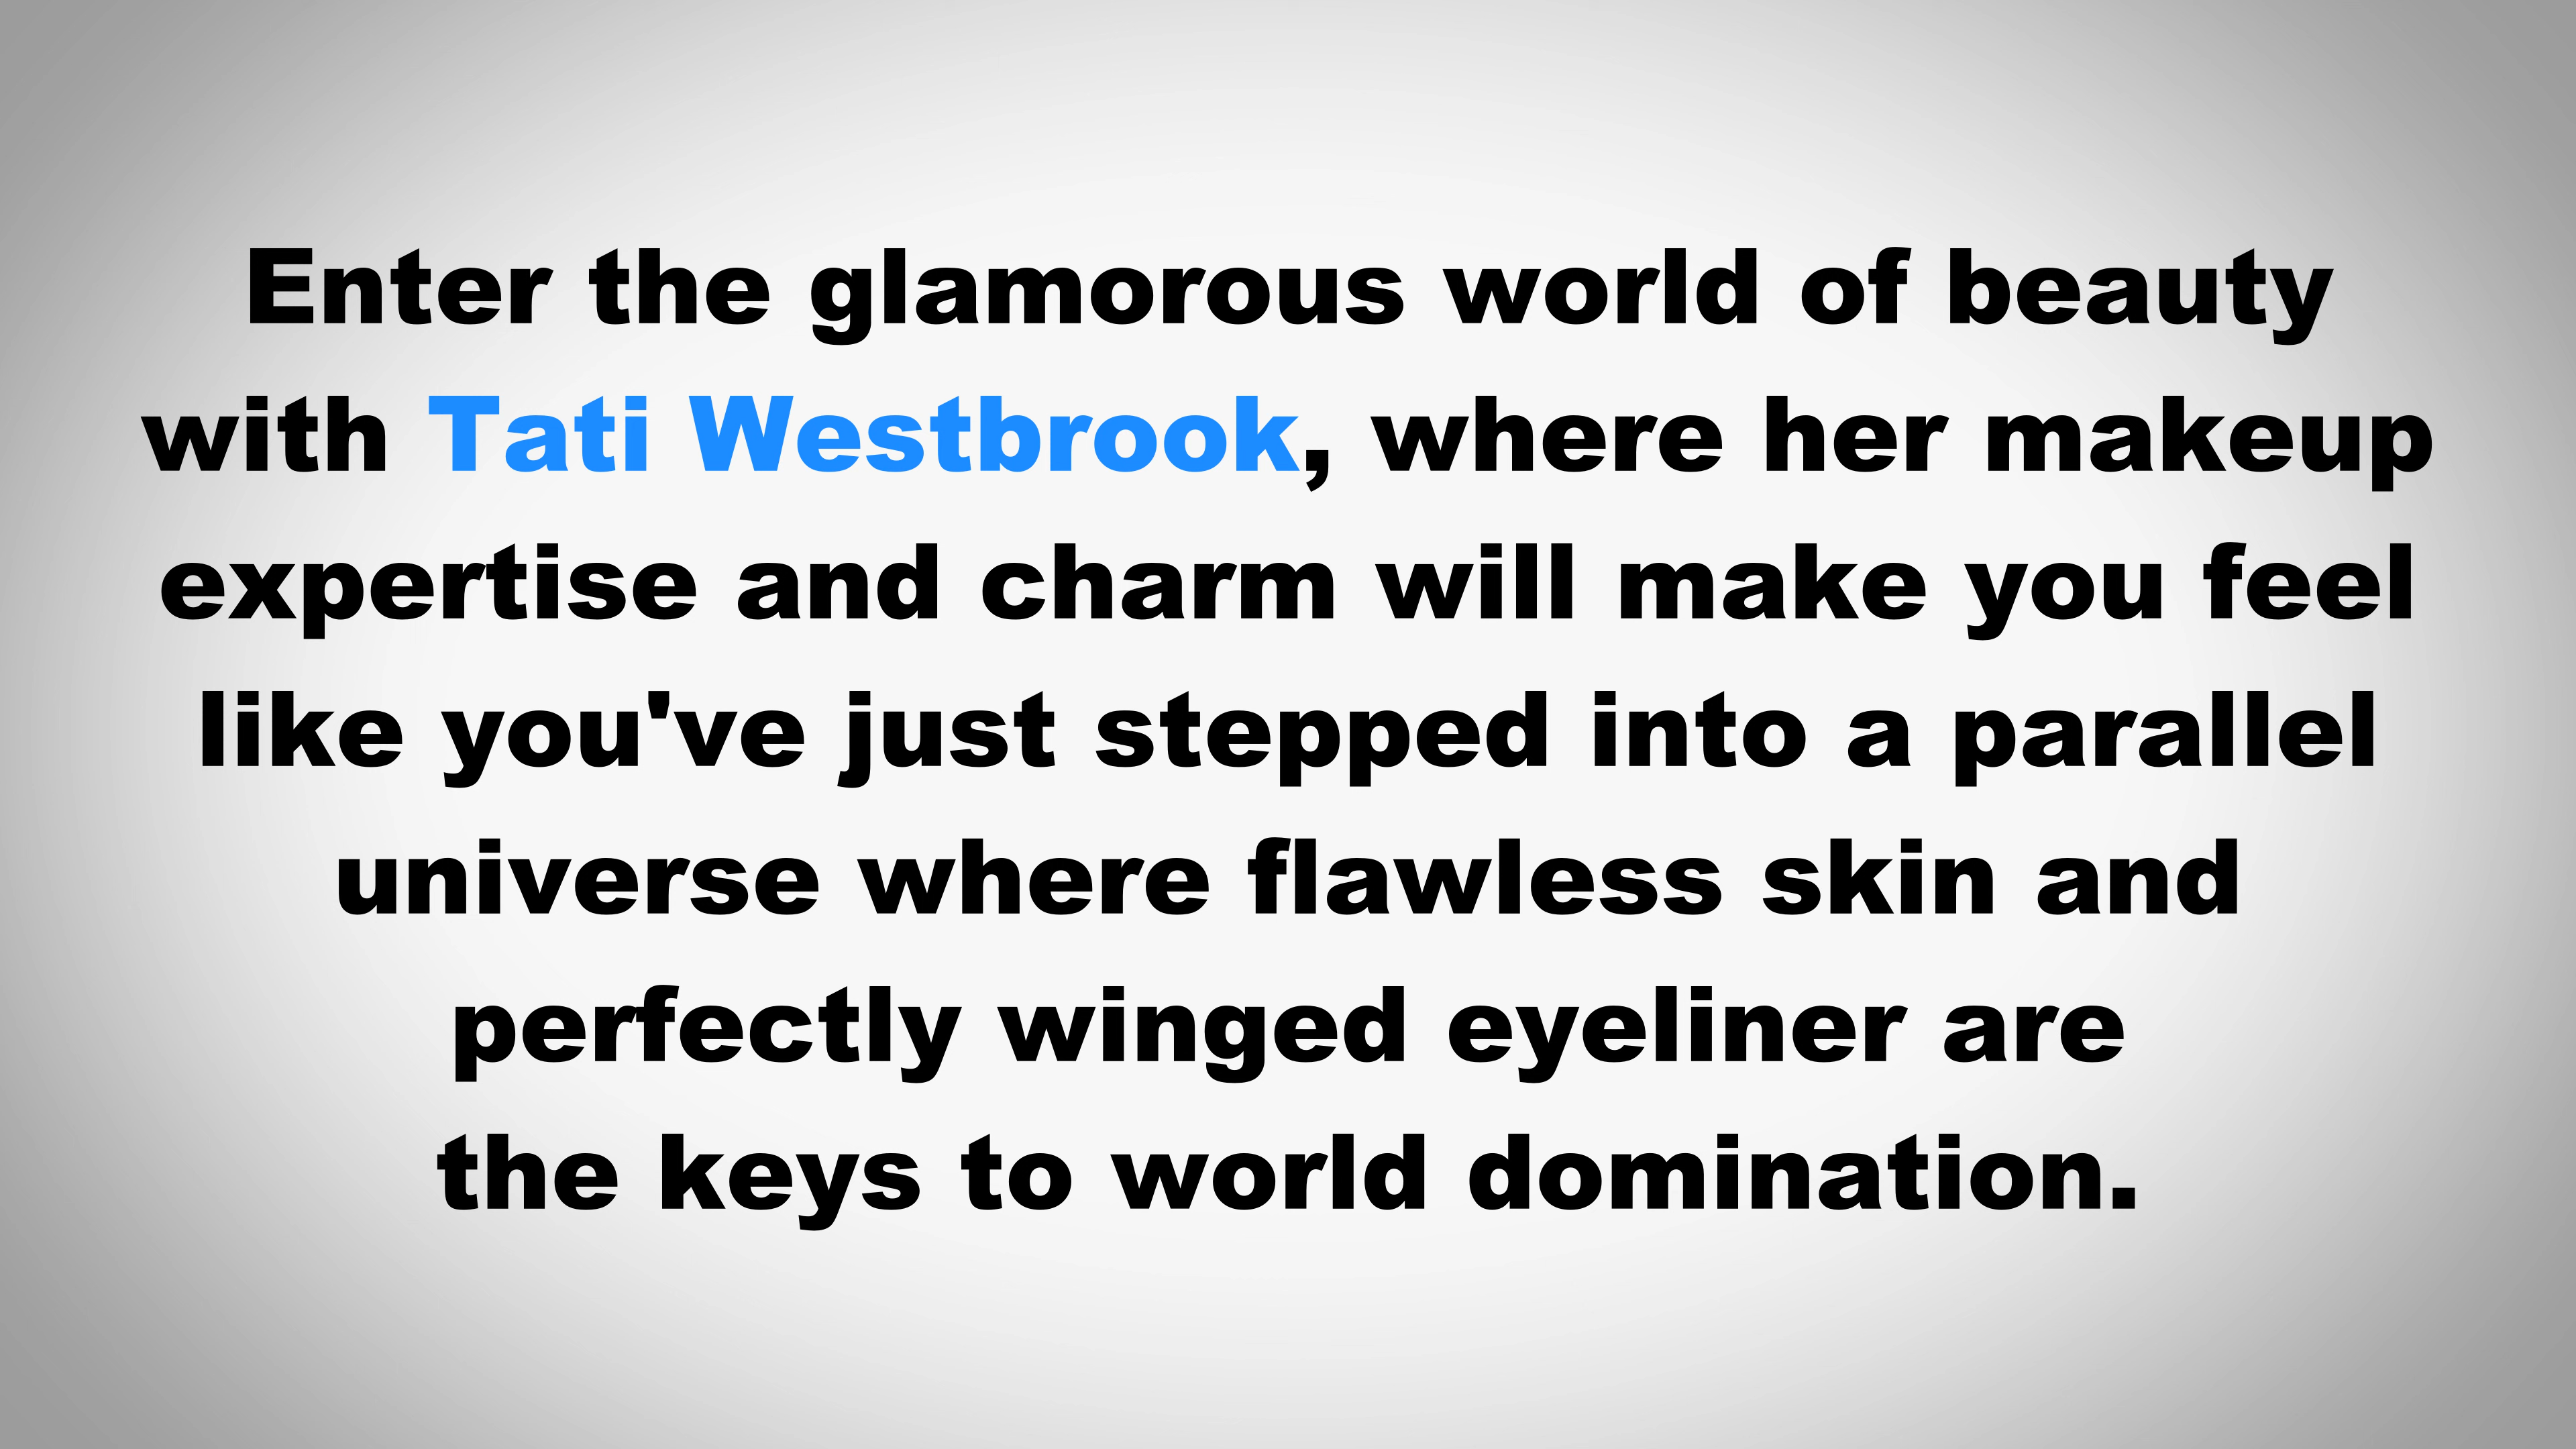 Enter the glamorous world of beauty
with Tati Westbrook, where her makeup
expertise and charm will make you feel
like you've just stepped into a parallel
universe where flawless skin and
perfectly winged eyeliner are
the keys to world domination.